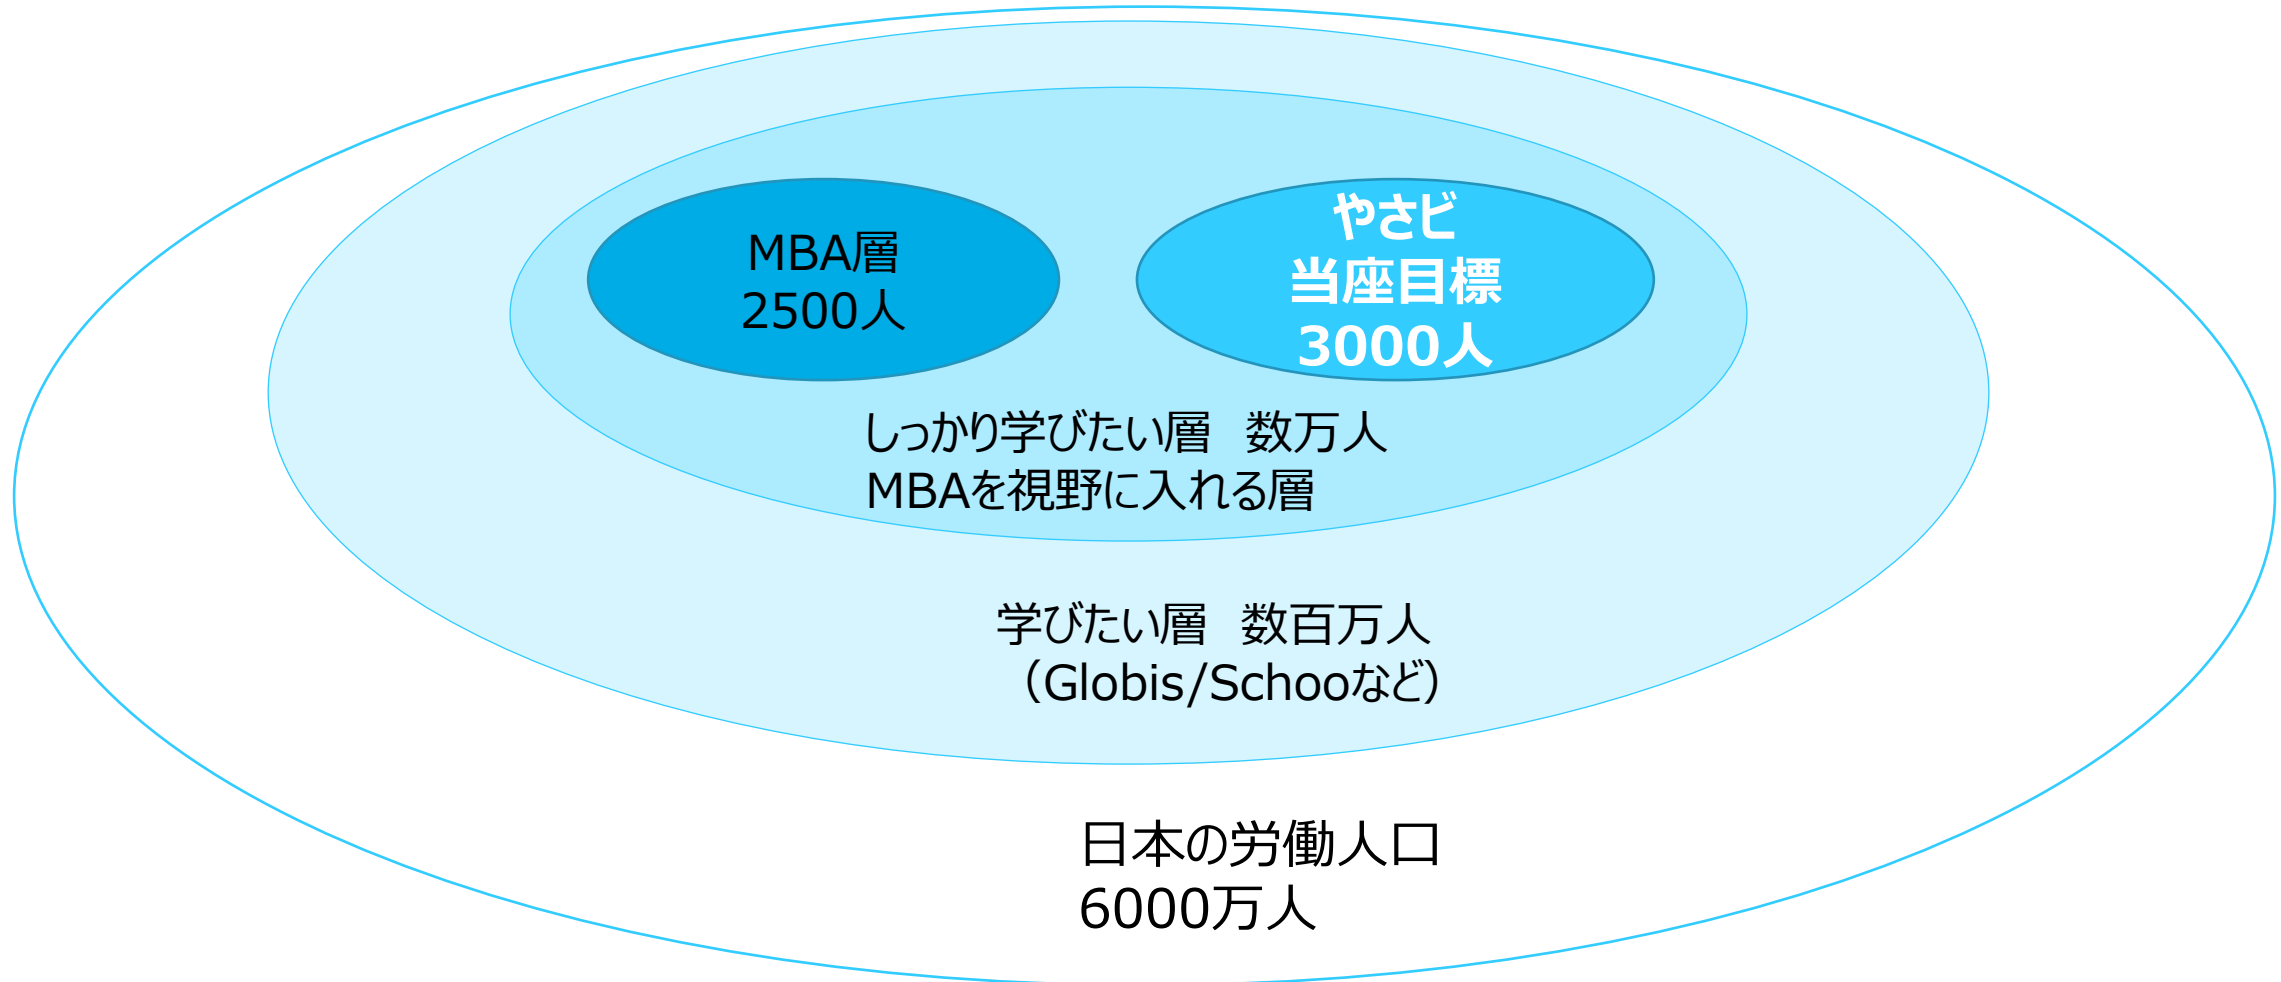 MBA層
2500人
やさビ
当座目標
3000人
しっかり学びたい層　数万人
MBAを視野に入れる層
学びたい層　数百万人
（Globis/Schooなど）
日本の労働人口
6000万人